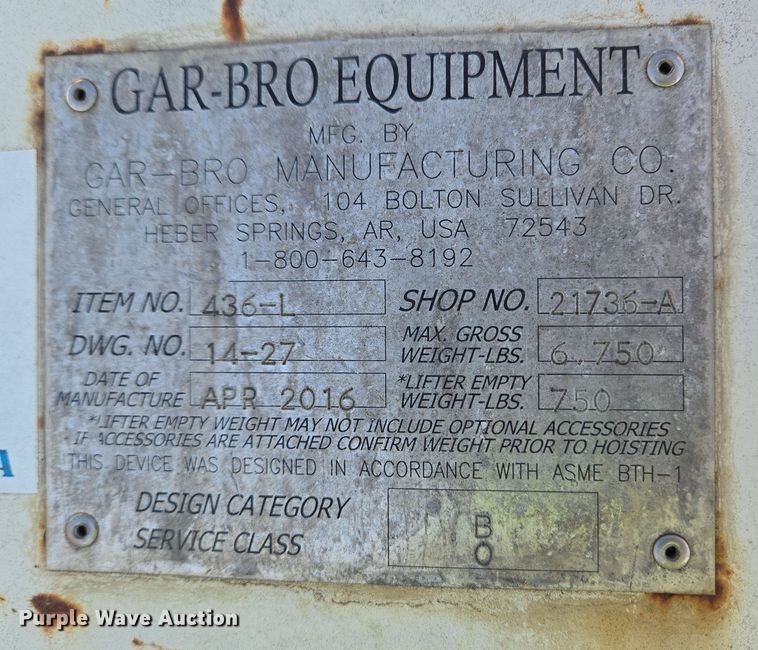 GAR-BRO EQUIPMENT
MFG. BY
GAR-BRO MANUFACTURING CO.
GENERAL OFFICES, 104 BOLTON SULLIVAN DR.
HEBER SPRINGS, AR, USA 72543
1-800-643-8192
ITEM NO. 436-L SHOP NO. 21736-A
DWG. NO. 14-27 MAX. GROSS WEIGHT-LBS. 6,750
DATE OF MANUFACTURE APR 2016 *LIFTER EMPTY WEIGHT-LBS. 750
*LIFTER EMPTY WEIGHT MAY NOT INCLUDE OPTIONAL ACCESSORIES
IF ACCESSORIES ARE ATTACHED CONFIRM WEIGHT PRIOR TO HOISTING
THIS DEVICE WAS DESIGNED IN ACCORDANCE WITH ASME BTH-1
DESIGN CATEGORY B
SERVICE CLASS 0
A
Purple Wave Auction